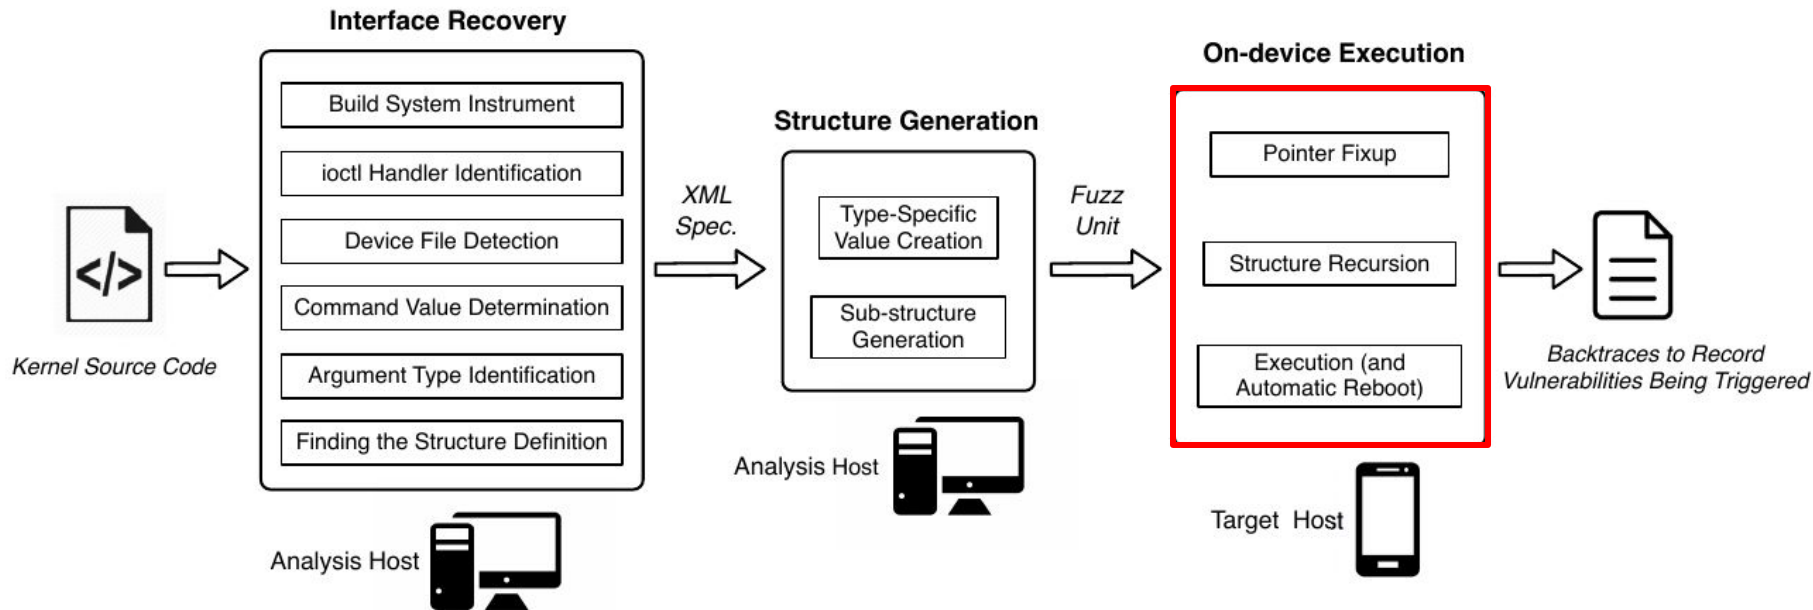 Interface Recovery
Build System Instrument
ioctl Handler Identification
Device File Detection
Command Value Determination
Argument Type Identification
Finding the Structure Definition
</>
Kernel Source Code
Analysis Host
XML
Spec.
Structure Generation
Type-Specific
Value Creation
Sub-structure
Generation
Analysis Host
Fuzz
Unit
On-device Execution
Pointer Fixup
Structure Recursion
Execution (and
Automatic Reboot)
Target Host
Backtraces to Record
Vulnerabilities Being Triggered